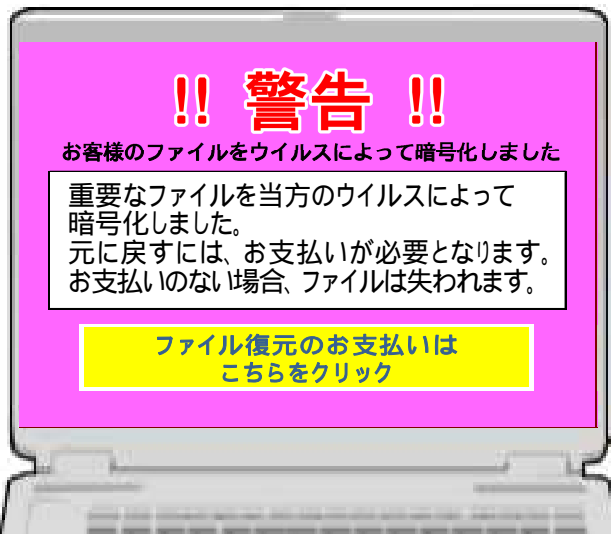 !! 警告 !!
お客様のファイルをウイルスによって暗号化しました
重要なファイルを当方のウイルスによって
暗号化しました。
元に戻すには、お支払いが必要となります。
お支払いのない場合、ファイルは失われます。
ファイル復元のお支払いは
こちらをクリック